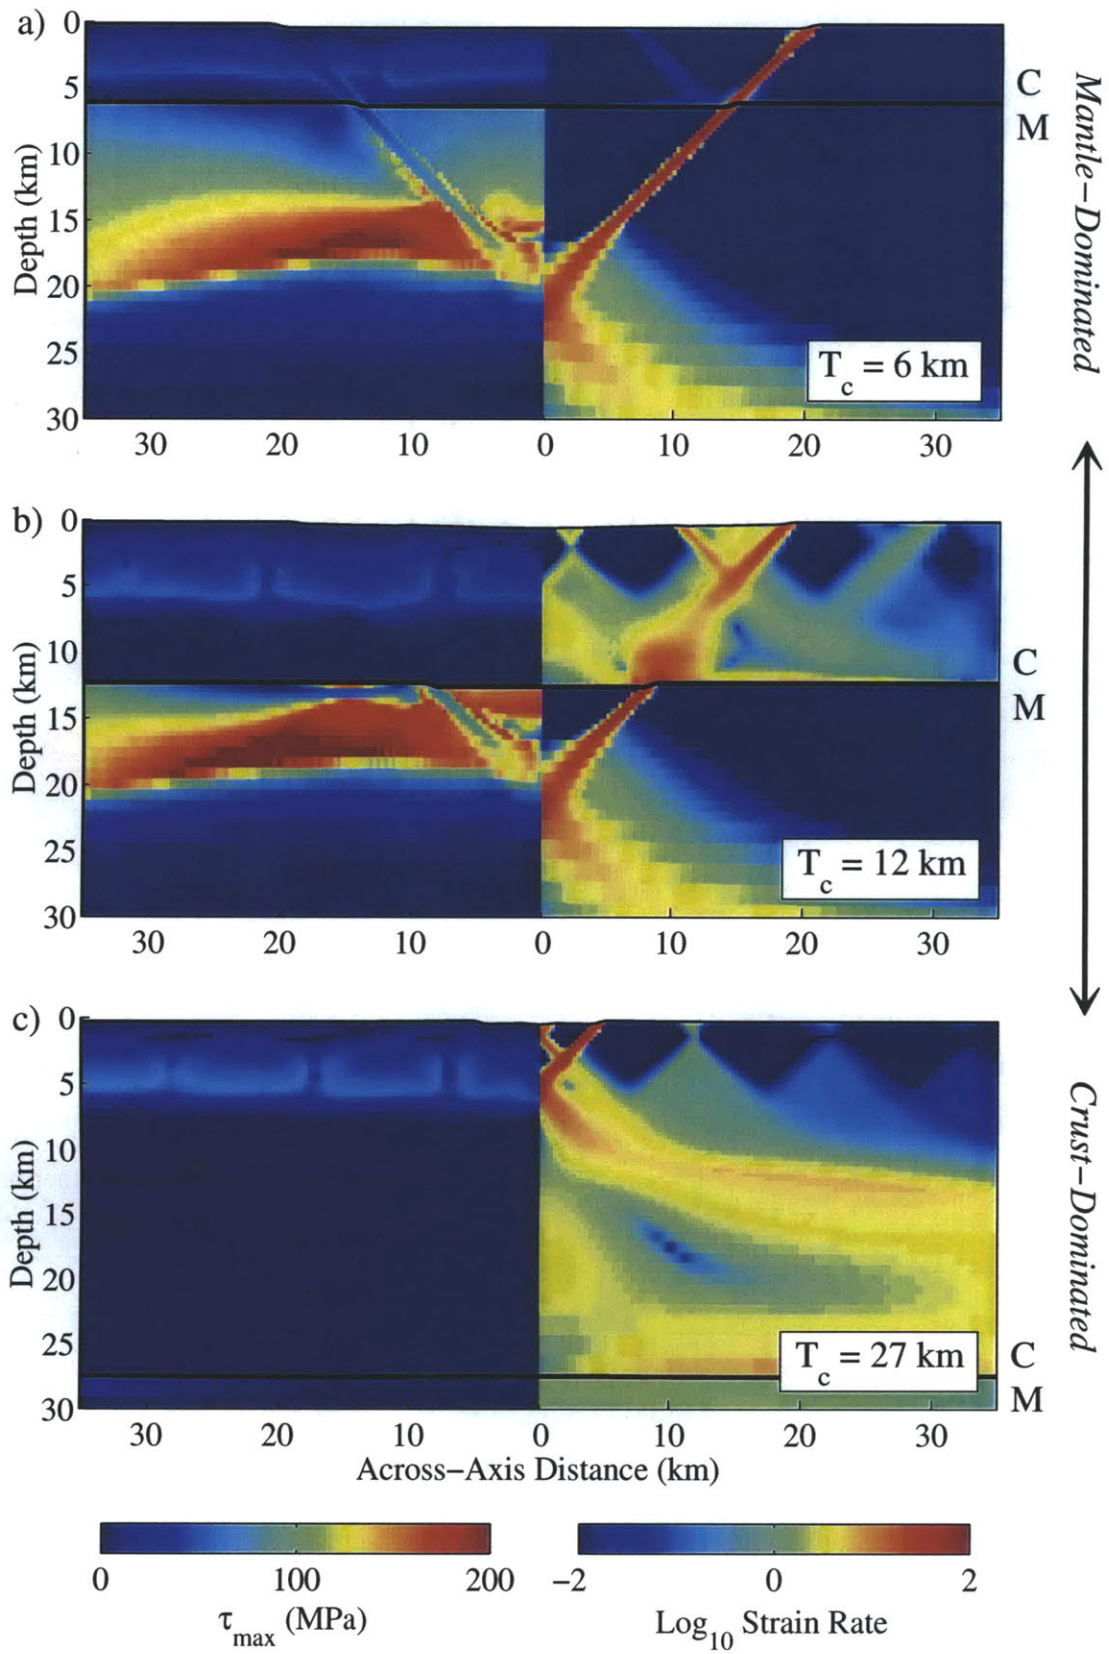 a)
0
5
10
15
20
25
30
Depth (km)
C
M
T_c = 6 km
30 20 10 0 10 20 30
Mantle–Dominated
b)
0
5
10
15
20
25
30
Depth (km)
C
M
T_c = 12 km
30 20 10 0 10 20 30
c)
0
5
10
15
20
25
30
Depth (km)
T_c = 27 km
C
M
Crust–Dominated
30 20 10 0 10 20 30
Across–Axis Distance (km)
0 100 200
τ_max (MPa)
−2 0 2
Log_10 Strain Rate